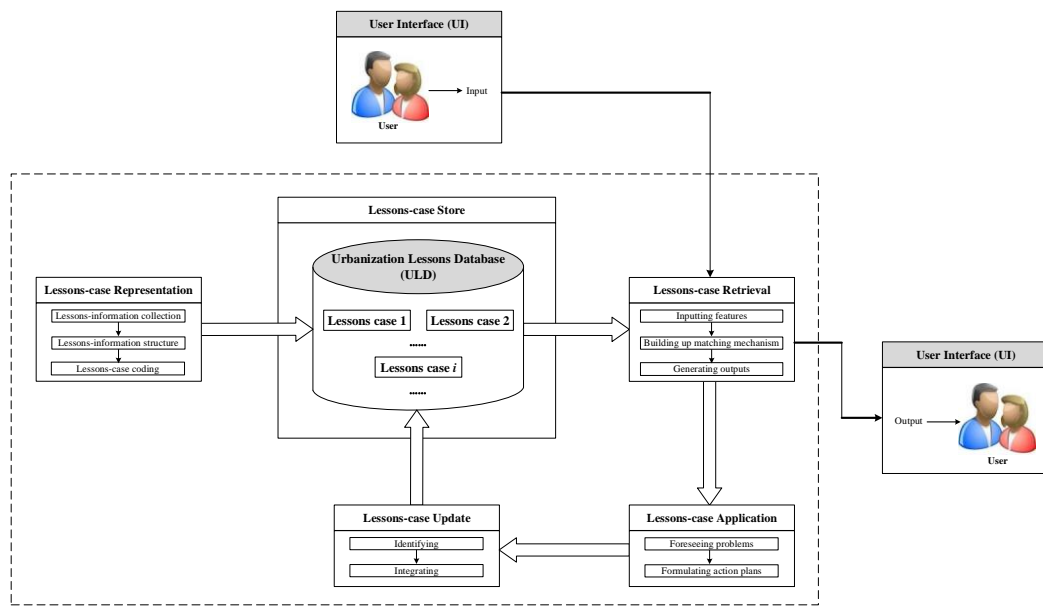 User Interface (UI)
Input
User
Lessons-case Store
Urbanization Lessons Database
(ULD)
Lessons case 1
Lessons case 2
......
Lessons case i
......
Lessons-case Representation
Lessons-information collection
Lessons-information structure
Lessons-case coding
Lessons-case Retrieval
Inputting features
Building up matching mechanism
Generating outputs
User Interface (UI)
Output
User
Lessons-case Update
Identifying
Integrating
Lessons-case Application
Foreseeing problems
Formulating action plans